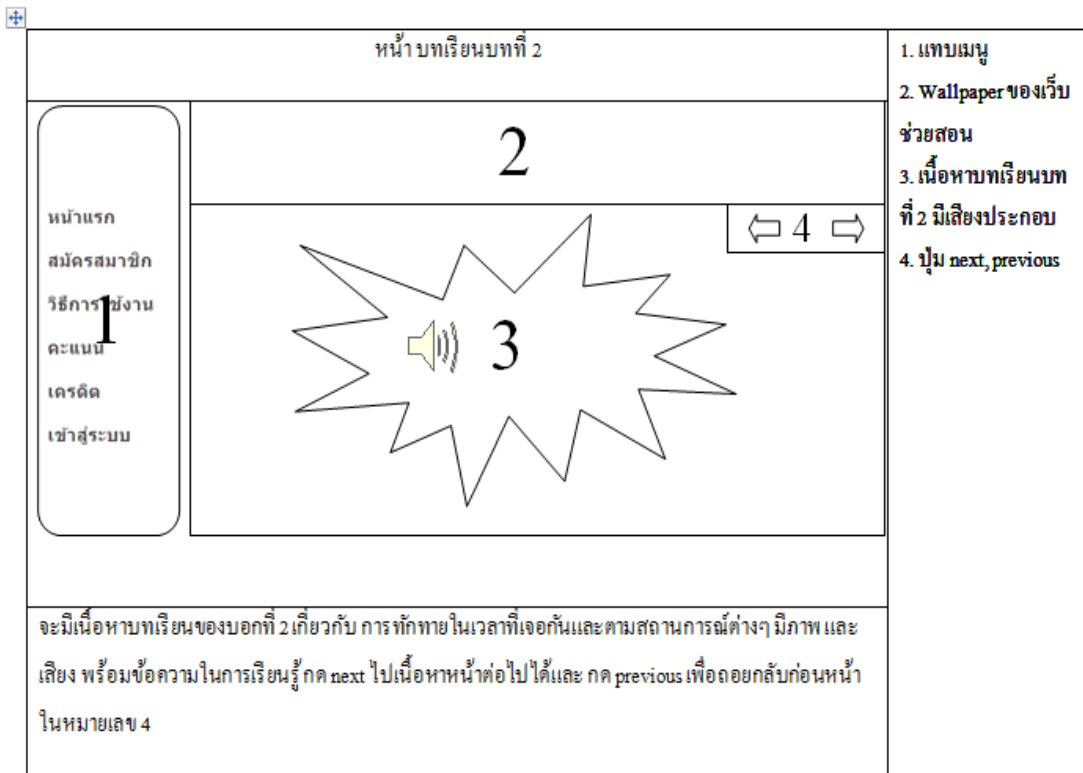 หน้า บทเรียนบทที่ 2
2
4
หน้าแรก
สมัครสมาชิก
วิธีการใช้งาน
1
คะแนน
เครดิต
เข้าสู่ระบบ
3
1. แทบเมนู
2. Wallpaper ของเว็บ
ช่วยสอน
3. เนื้อหาบทเรียนบท
ที่ 2 มีเสียงประกอบ
4. ปุ่ม next, previous
จะมีเนื้อหาบทเรียนของบอกที่ 2 เกี่ยวกับ การทักทายในเวลาที่เจอกันและตามสถานการณ์ต่างๆ มีภาพ และ
เสียง พร้อมข้อความในการเรียนรู้ กด next ไปเนื้อหาหน้าต่อไปได้และ กด previous เพื่อถอยกลับก่อนหน้า
ในหมายเลข 4